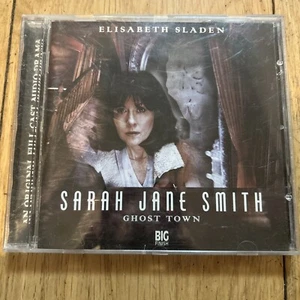 ELISABETH SLADEN
AN ORIGINAL FULL-CAST AUDIO DRAMA
SARAH JANE SMITH
GHOST TOWN
BIG
FINISH